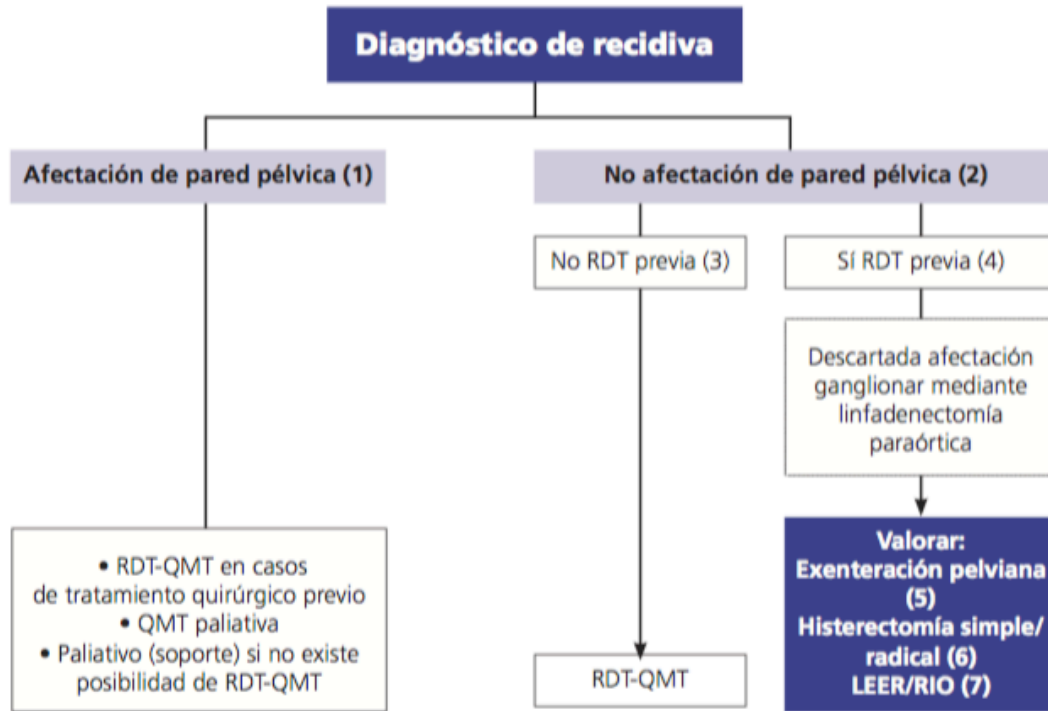 Diagnóstico de recidiva
Afectación de pared pélvica (1)
No afectación de pared pélvica (2)
No RDT previa (3)
Sí RDT previa (4)
Descartada afectación
ganglionar mediante
linfadenectomía
paraórtica
• RDT-QMT en casos
de tratamiento quirúrgico previo
• QMT paliativa
• Paliativo (soporte) si no existe
posibilidad de RDT-QMT
RDT-QMT
Valorar:
Exenteración pelviana
(5)
Histerectomía simple/
radical (6)
LEER/RIO (7)